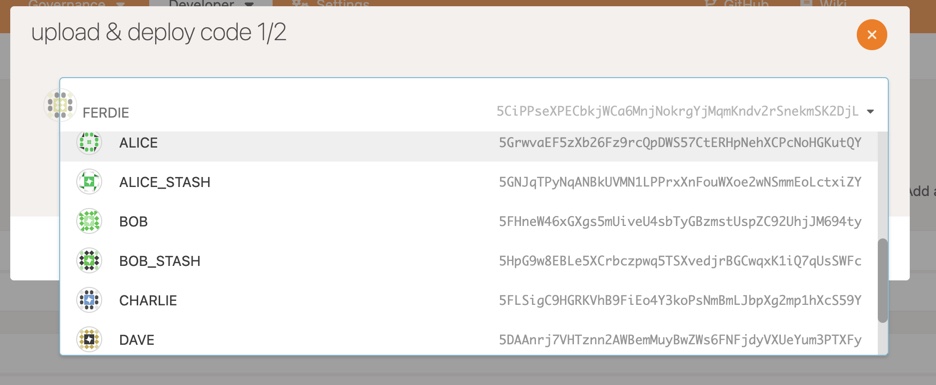 Governance
Developer
Settings
GitHub
Wiki
upload & deploy code 1/2
FERDIE 5CiPPseXPECbkjWCa6MnjNokrgYjMqmKndv2rSnekmSK2DjL
ALICE 5GrwvaEF5zXb26Fz9rcQpDWS57CtERHpNehXCPcNoHGKutQY
ALICE_STASH 5GNJqTPyNqANBkUVMN1LPPrxXnFouWXoe2wNSmmEoLctxiZY
BOB 5FHneW46xGXgs5mUiveU4sbTyGBzmstUspZC92UhjJM694ty
BOB_STASH 5HpG9w8EBLe5XCrbczpwq5TSXvedjrBGCwqxK1iQ7qUsSWFc
CHARLIE 5FLSigC9HGRKVhB9FiEo4Y3koPsNmBmLJbpXg2mp1hXcS59Y
DAVE 5DAAnrj7VHTznn2AWBemMuyBwZWs6FNFjdyVXUeYum3PTXFy
Add a